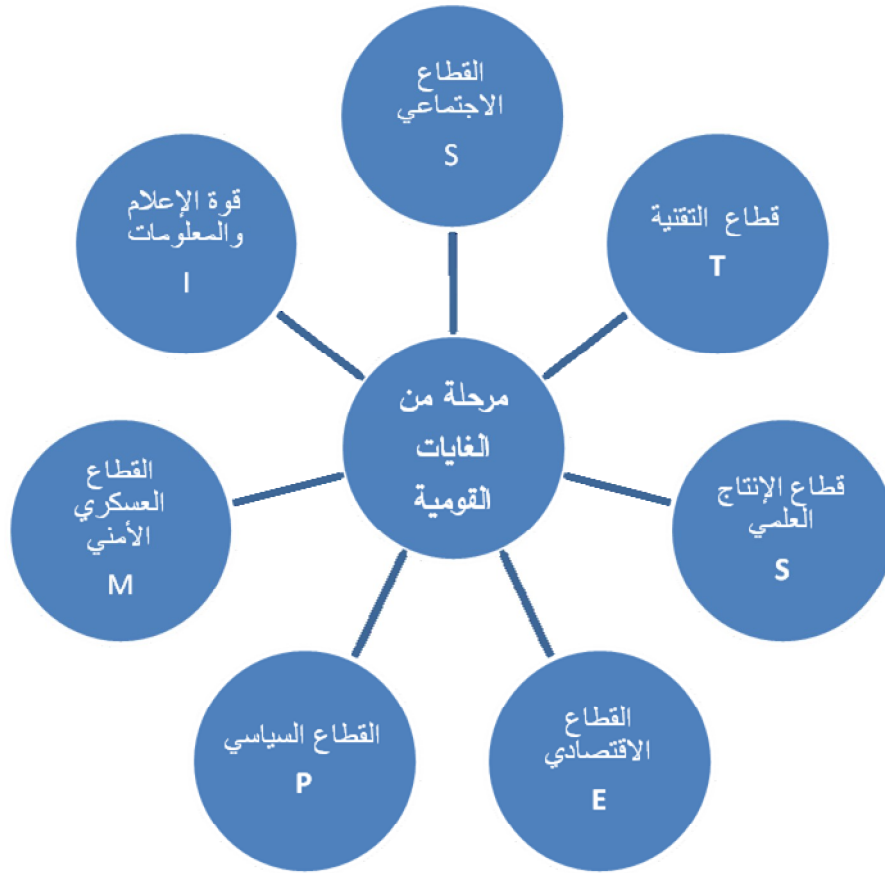 القطاع
الاجتماعي
S
قطاع التقنية
T
قطاع الإنتاج
العلمي
S
القطاع
الاقتصادي
E
القطاع السياسي
P
القطاع
العسكري
الأمني
M
قوة الإعلام
والمعلومات
I
مرحلة من
الغايات
القومية